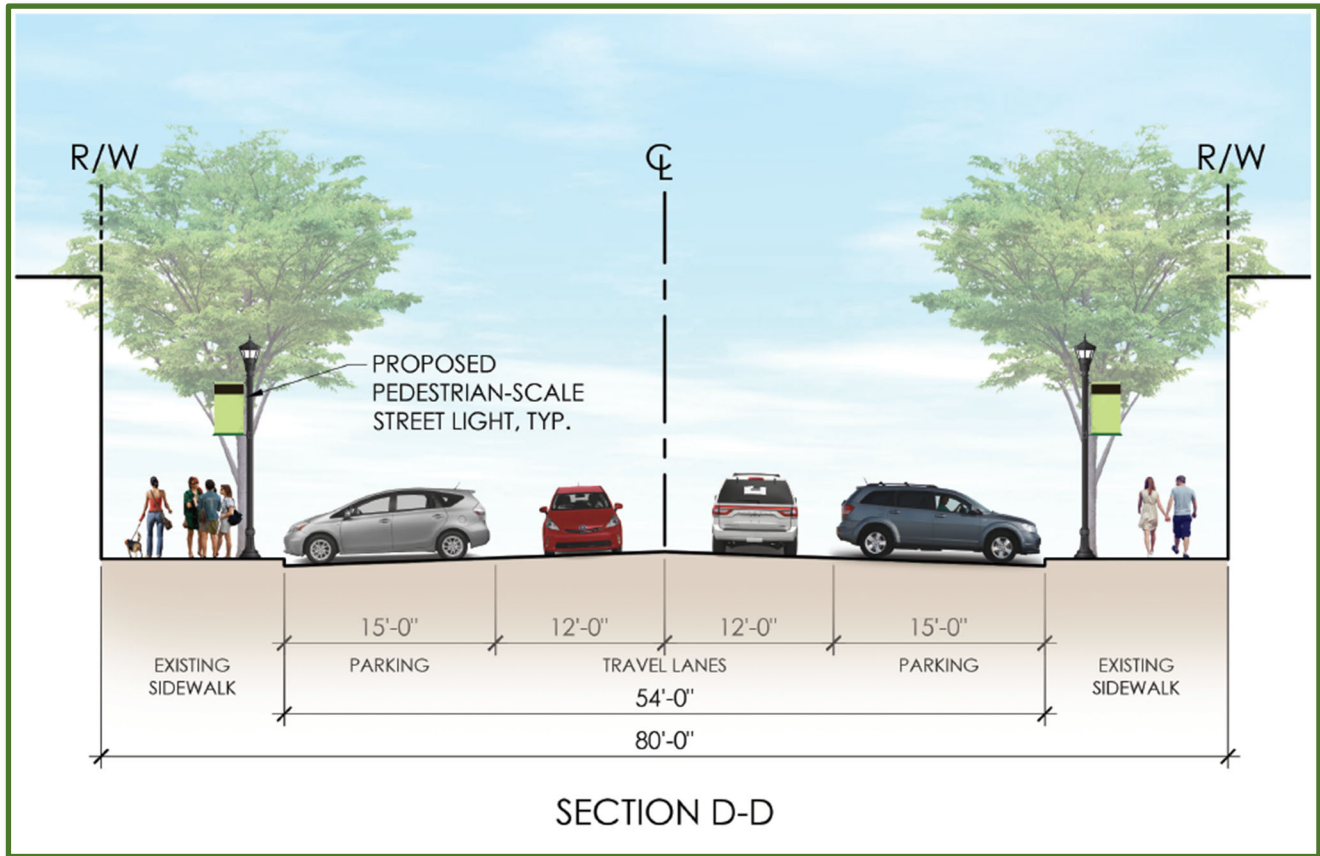 R/W
℄
R/W
PROPOSED
PEDESTRIAN-SCALE
STREET LIGHT, TYP.
15'-0"
12'-0"
12'-0"
15'-0"
EXISTING
SIDEWALK
PARKING
TRAVEL LANES
PARKING
EXISTING
SIDEWALK
54'-0"
80'-0"
SECTION D-D